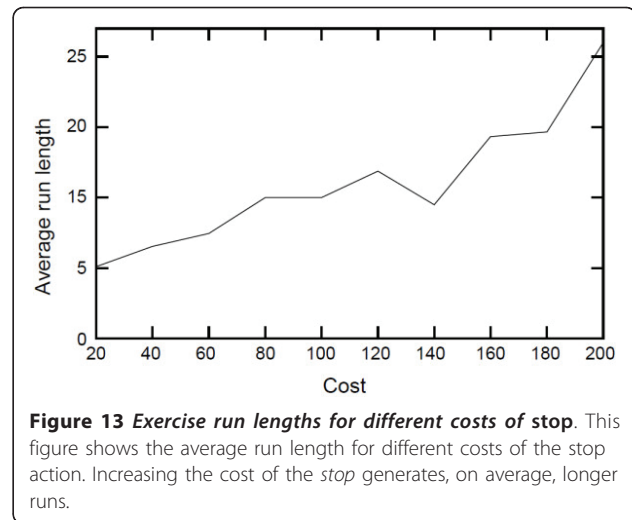 25
20
15
5
0
Average run length
20 40 60 80 100 120 140 160 180 200
Cost
Figure 13 Exercise run lengths for different costs of stop. This
figure shows the average run length for different costs of the stop
action. Increasing the cost of the stop generates, on average, longer
runs.